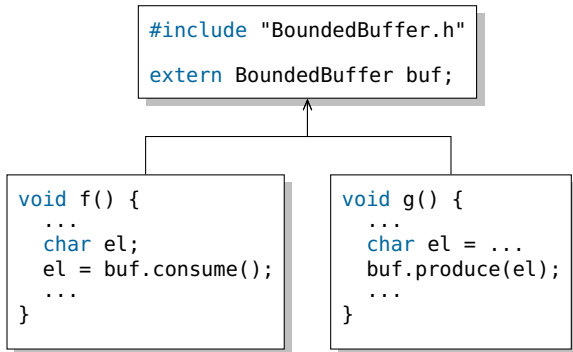 #include "BoundedBuffer.h"
extern BoundedBuffer buf;
void f() {
  ...
  char el;
  el = buf.consume();
  ...
}
void g() {
  ...
  char el = ...
  buf.produce(el);
  ...
}